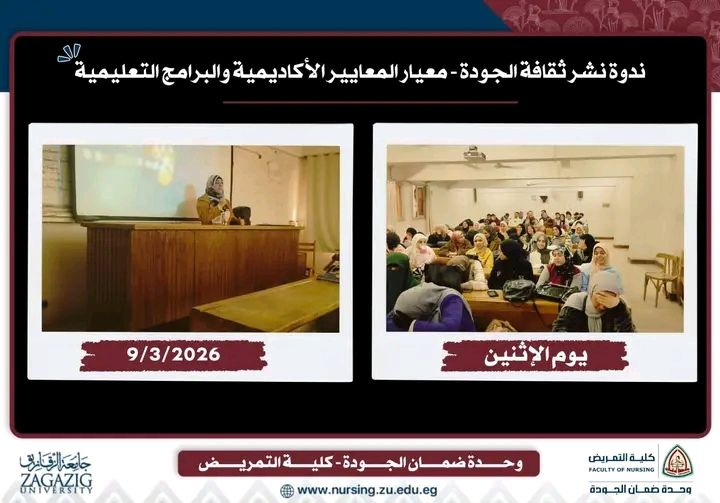 ندوة نشر ثقافة الجودة - معيار المعايير الأكاديمية والبرامج التعليمية
9/3/2026
يوم الإثنين
وحدة ضمان الجودة - كلية التمريض
www.nursing.zu.edu.eg
جامعة الزقازيق
ZAGAZIG
UNIVERSITY
كلية التمريض
FACULTY OF NURSING
وحدة ضمان الجودة